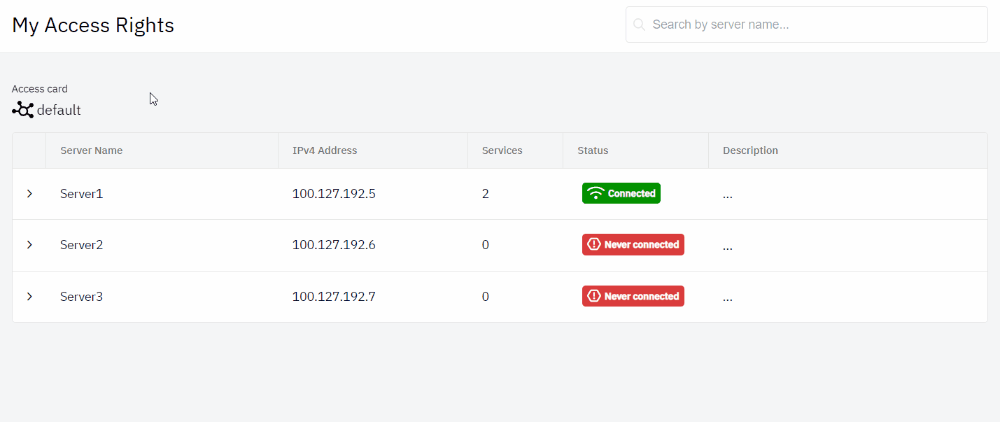 My Access Rights
Search by server name...
Access card
default
Server Name IPv4 Address Services Status Description
Server1 100.127.192.5 2 Connected ...
Server2 100.127.192.6 0 Never connected ...
Server3 100.127.192.7 0 Never connected ...